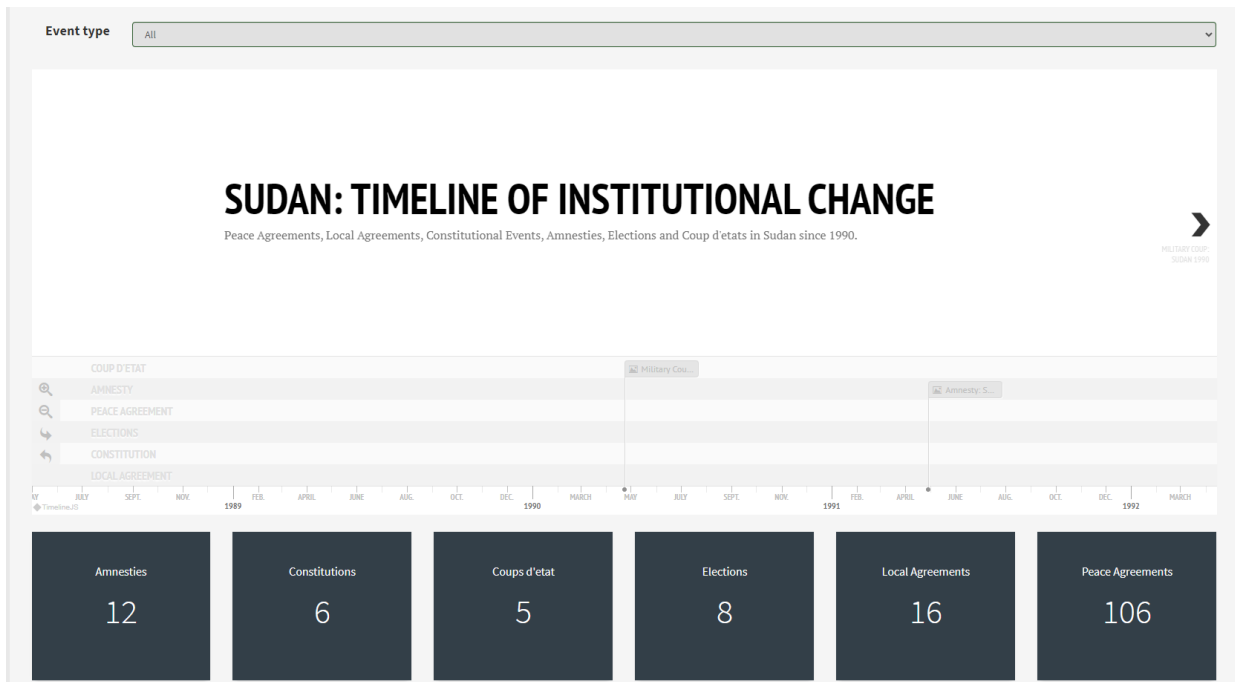 Event type
All
SUDAN: TIMELINE OF INSTITUTIONAL CHANGE
Peace Agreements, Local Agreements, Constitutional Events, Amnesties, Elections and Coup d'etats in Sudan since 1990.
MILITARY COUP:
SUDAN 1990
COUP D'ETAT
Military Cou...
AMNESTY
Amnesty: S...
PEACE AGREEMENT
ELECTIONS
CONSTITUTION
LOCAL AGREEMENT
AY JULY SEPT. NOV. FEB. APRIL JUNE AUG. OCT. DEC. MARCH MAY JULY SEPT. NOV. FEB. APRIL JUNE AUG. OCT. DEC. MARCH
TimelineJS 1989 1990 1991 1992
Amnesties Constitutions Coups d'etat Elections Local Agreements Peace Agreements
12 6 5 8 16 106